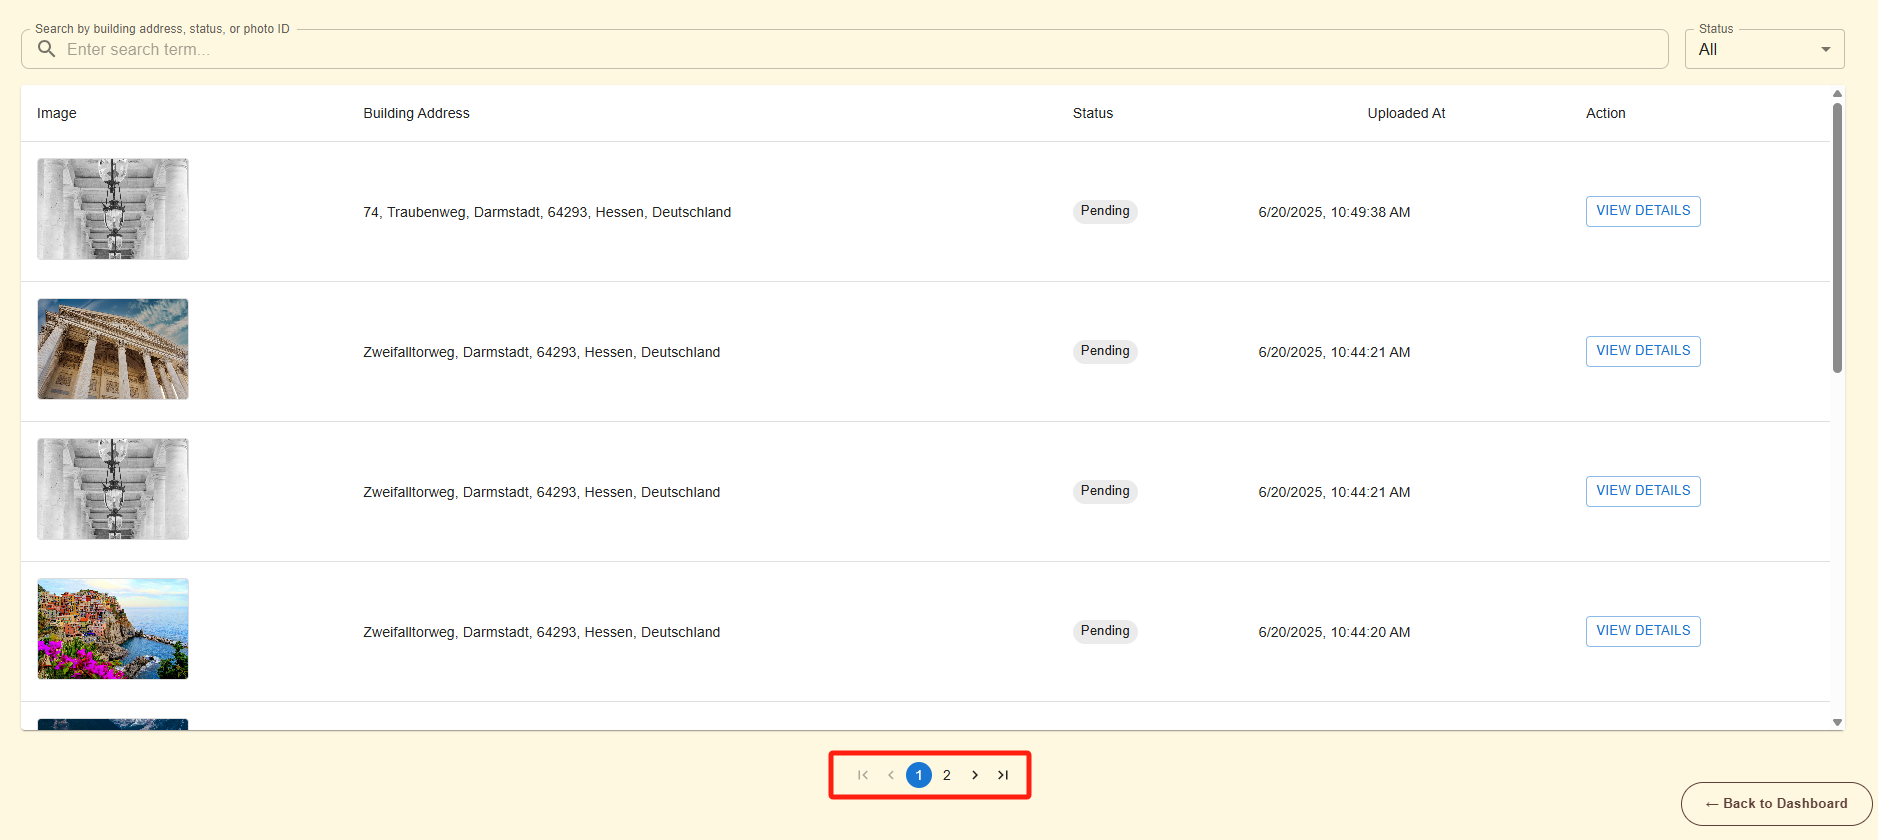 Search by building address, status, or photo ID
Enter search term...
Status
All
Image Building Address Status Uploaded At Action
74, Traubenweg, Darmstadt, 64293, Hessen, Deutschland Pending 6/20/2025, 10:49:38 AM VIEW DETAILS
Zweifalltorweg, Darmstadt, 64293, Hessen, Deutschland Pending 6/20/2025, 10:44:21 AM VIEW DETAILS
Zweifalltorweg, Darmstadt, 64293, Hessen, Deutschland Pending 6/20/2025, 10:44:21 AM VIEW DETAILS
Zweifalltorweg, Darmstadt, 64293, Hessen, Deutschland Pending 6/20/2025, 10:44:20 AM VIEW DETAILS
1 2
← Back to Dashboard